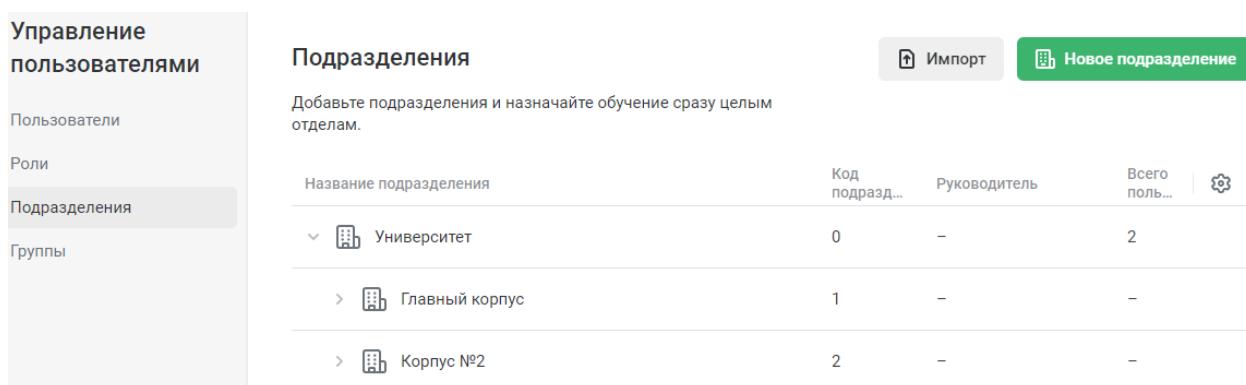 Управление
пользователями
Пользователи
Роли
Подразделения
Группы
Подразделения
Импорт
Новое подразделение
Добавьте подразделения и назначайте обучение сразу целым
отделам.
Название подразделения
Код
подразд...
Руководитель
Всего
поль...
Университет 0 – 2
Главный корпус 1 – –
Корпус №2 2 – –